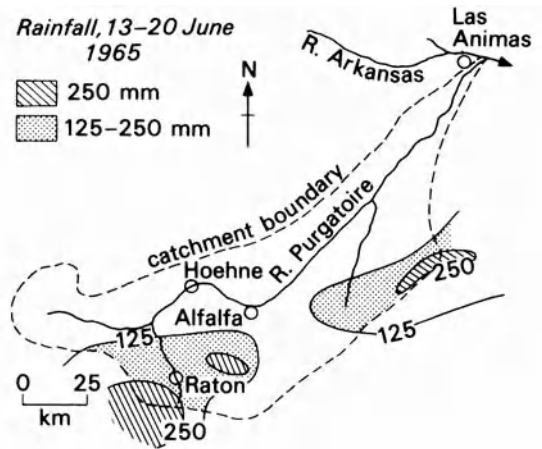 Rainfall, 13–20 June
1965
250 mm
125–250 mm
N
Las
Animas
R. Arkansas
catchment boundary
R. Purgatoire
Hoehne
Alfalfa
250
125
125
Raton
250
0 25
km